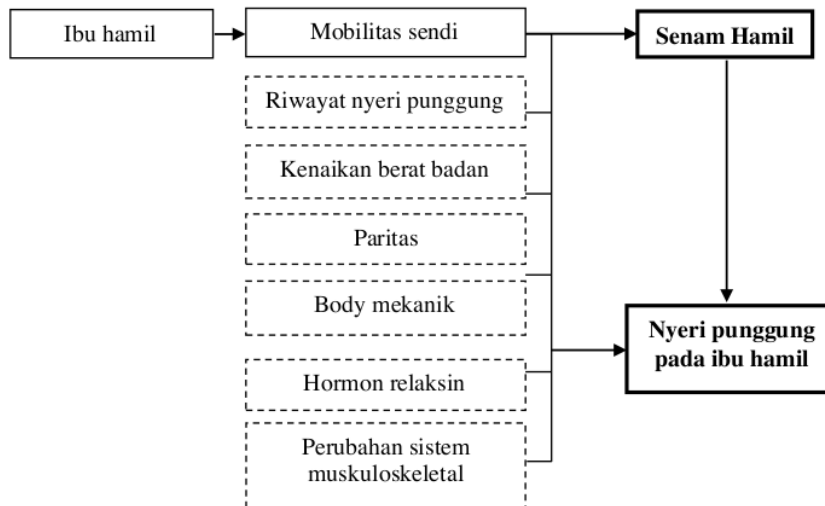 Ibu hamil
Mobilitas sendi
Senam Hamil
Riwayat nyeri punggung
Kenaikan berat badan
Paritas
Body mekanik
Nyeri punggung
pada ibu hamil
Hormon relaksin
Perubahan sistem
muskuloskeletal